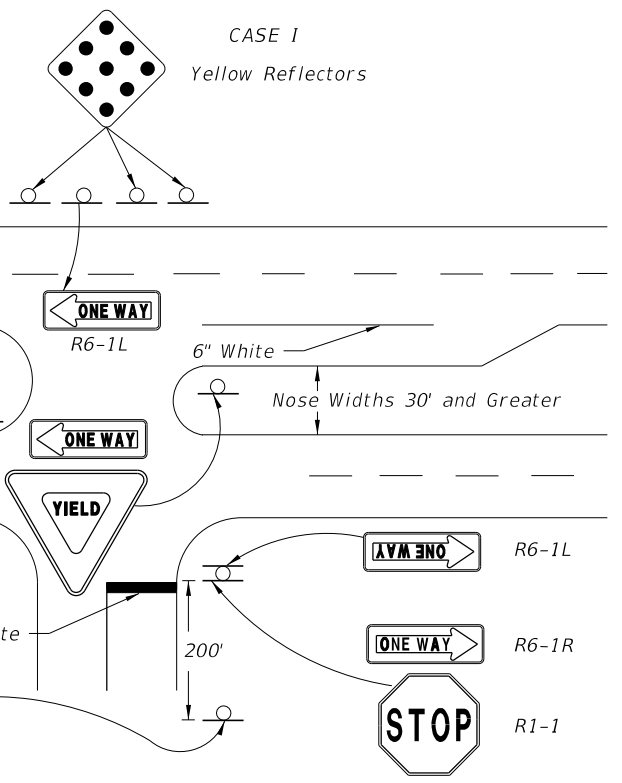 CASE I
Yellow Reflectors
ONE WAY
R6-1L
6" White
Nose Widths 30' and Greater
ONE WAY
YIELD
ONE WAY
R6-1L
te
200'
ONE WAY
R6-1R
STOP
R1-1